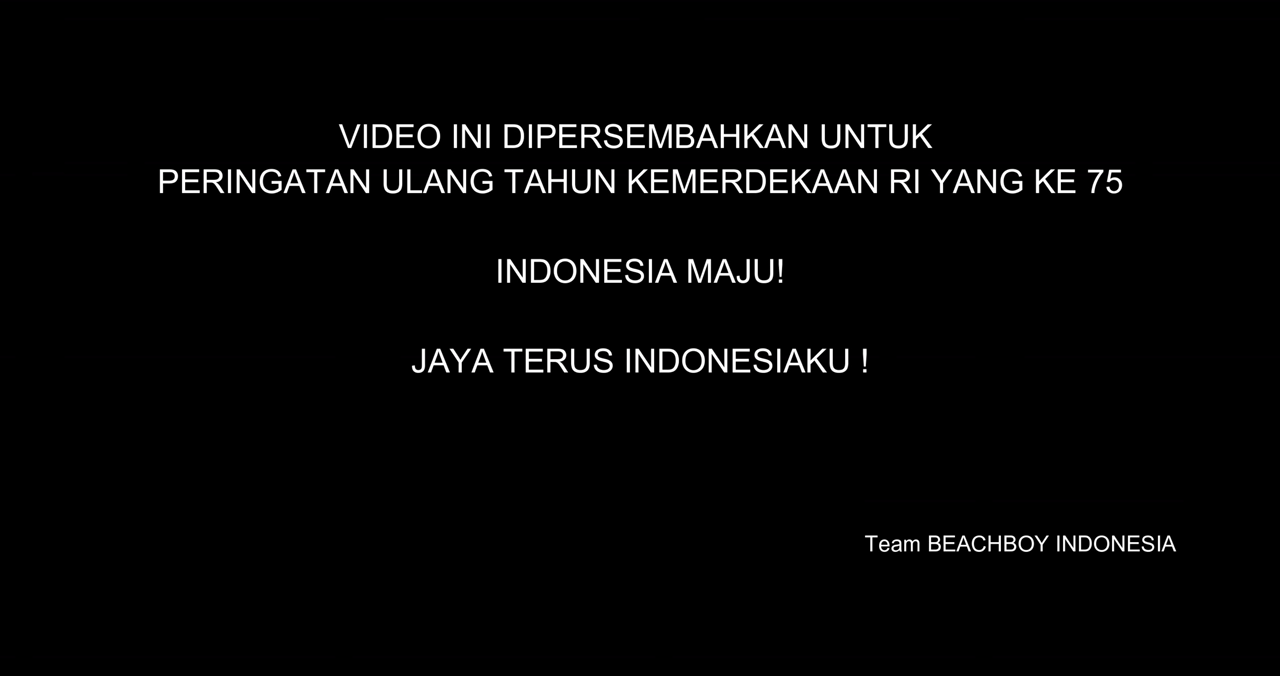 VIDEO INI DIPERSEMBAHKAN UNTUK
PERINGATAN ULANG TAHUN KEMERDEKAAN RI YANG KE 75
INDONESIA MAJU!
JAYA TERUS INDONESIAKU !
Team BEACHBOY INDONESIA